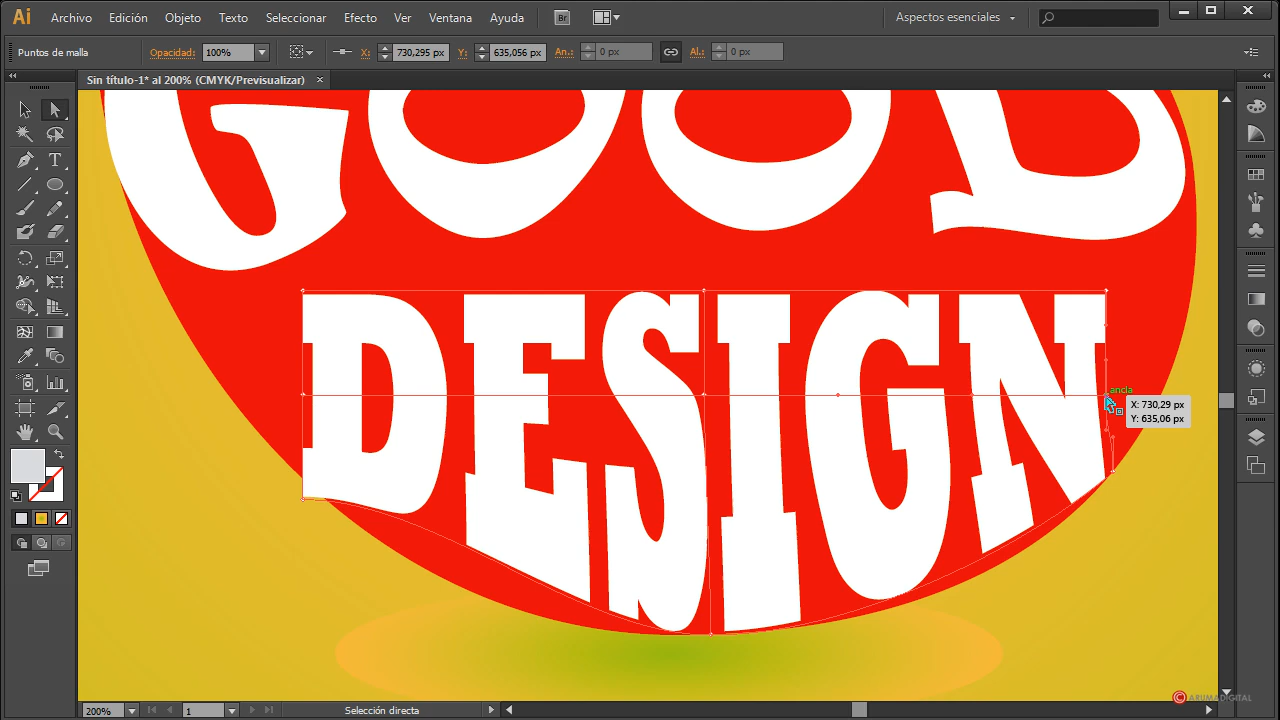 Ai Archivo Edición Objeto Texto Seleccionar Efecto Ver Ventana Ayuda Br Aspectos esenciales
Puntos de malla Opacidad: 100% X: 730,295 px Y: 635,056 px An.: 0 px Al.: 0 px
Sin título-1* al 200% (CMYK/Previsualizar) ×
GOOD
DESIGN
ancla
X: 730,29 px
Y: 635,06 px
© ARUMADIGITAL
200% 1 Selección directa